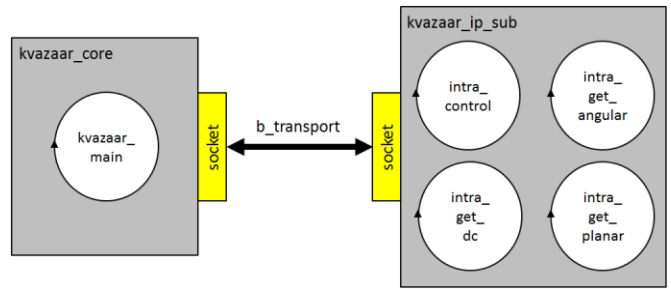 kvazaar_core
kvazaar_
main
socket
b_transport
socket
kvazaar_ip_sub
intra_
control
intra_
get_
angular
intra_
get_
dc
intra_
get_
planar